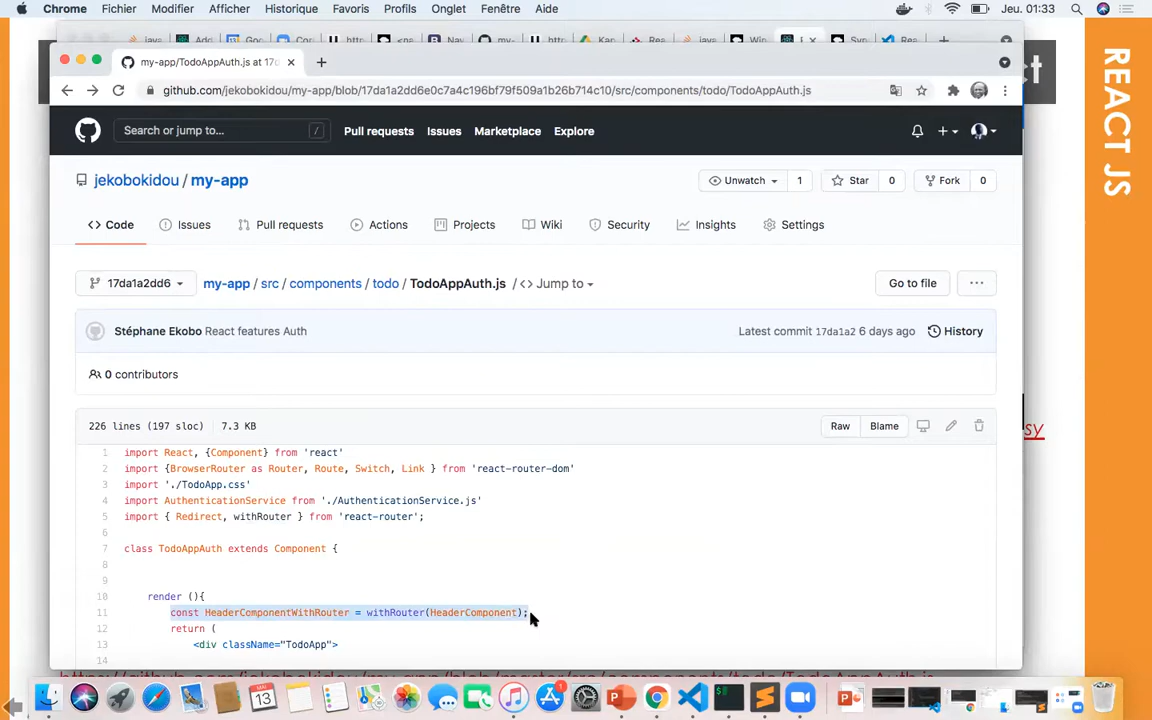 Chrome Fichier Modifier Afficher Historique Favoris Profils Onglet Fenêtre Aide Jeu. 01:33
my-app/TodoAppAuth.js at 17d
github.com/jekobokidou/my-app/blob/17da1a2dd6e0c7a4c196bf79f509a1b26b714c10/src/components/todo/TodoAppAuth.js
REACT JS
Search or jump to... / Pull requests Issues Marketplace Explore
jekobokidou / my-app Unwatch 1 Star 0 Fork 0
Code Issues Pull requests Actions Projects Wiki Security Insights Settings
17da1a2dd6 my-app / src / components / todo / TodoAppAuth.js / <> Jump to Go to file ...
Stéphane Ekobo React features Auth Latest commit 17da1a2 6 days ago History
0 contributors
226 lines (197 sloc) 7.3 KB Raw Blame
sy
1 import React, {Component} from 'react'
2 import {BrowserRouter as Router, Route, Switch, Link } from 'react-router-dom'
3 import './TodoApp.css'
4 import AuthenticationService from './AuthenticationService.js'
5 import { Redirect, withRouter } from 'react-router';
6
7 class TodoAppAuth extends Component {
8
9
10 render (){
11 const HeaderComponentWithRouter = withRouter(HeaderComponent);
12 return (
13 <div className="TodoApp">
14
MAI
13